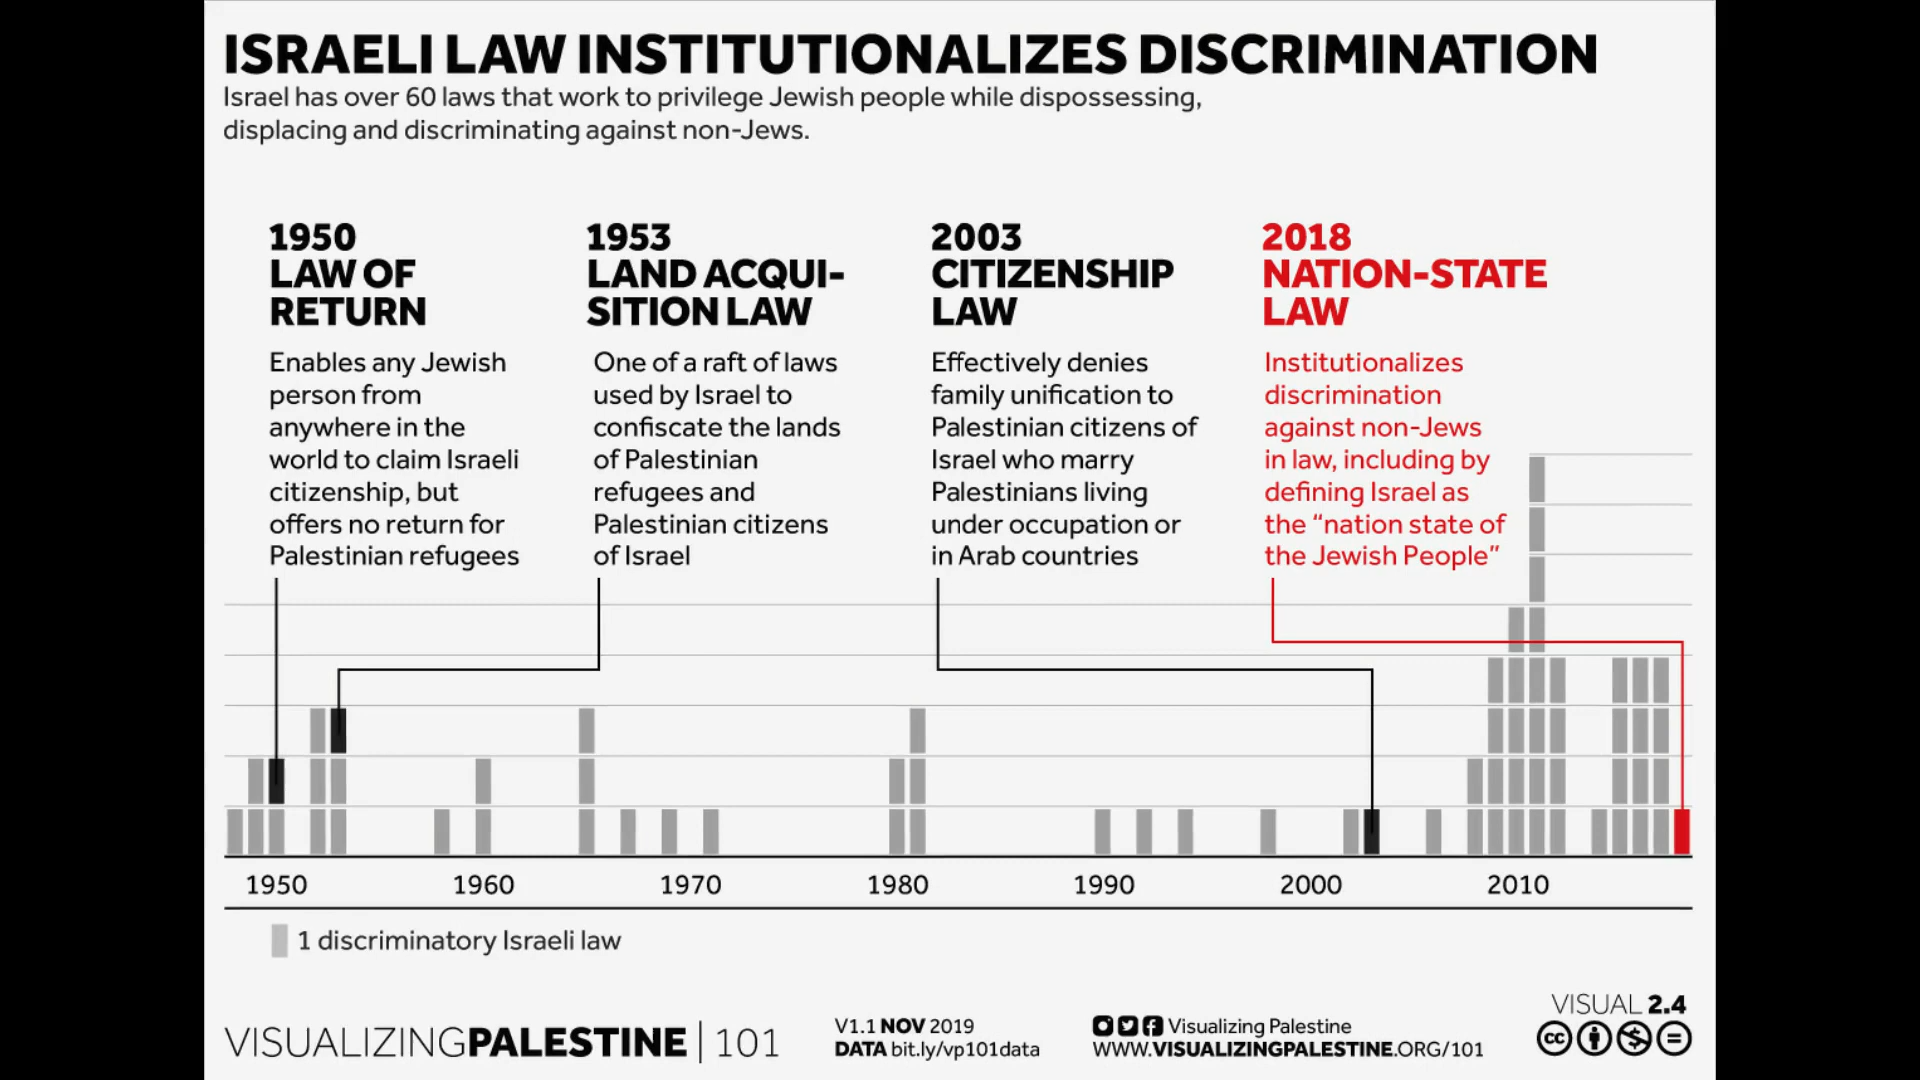 ISRAELI LAW INSTITUTIONALIZES DISCRIMINATION
Israel has over 60 laws that work to privilege Jewish people while dispossessing,
displacing and discriminating against non-Jews.
1950
LAW OF
RETURN
Enables any Jewish
person from
anywhere in the
world to claim Israeli
citizenship, but
offers no return for
Palestinian refugees
1953
LAND ACQUI-
SITION LAW
One of a raft of laws
used by Israel to
confiscate the lands
of Palestinian
refugees and
Palestinian citizens
of Israel
2003
CITIZENSHIP
LAW
Effectively denies
family unification to
Palestinian citizens of
Israel who marry
Palestinians living
under occupation or
in Arab countries
2018
NATION-STATE
LAW
Institutionalizes
discrimination
against non-Jews
in law, including by
defining Israel as
the “nation state of
the Jewish People”
1950 1960 1970 1980 1990 2000 2010
1 discriminatory Israeli law
VISUALIZINGPALESTINE | 101
V1.1 NOV 2019
DATA bit.ly/vp101data
Visualizing Palestine
WWW.VISUALIZINGPALESTINE.ORG/101
VISUAL 2.4
cc